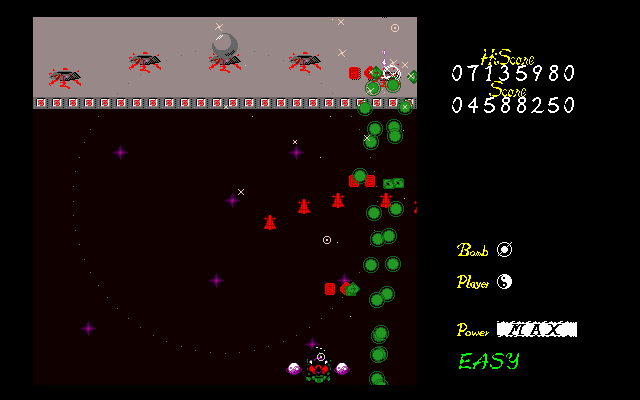 HiScore
07135980
Score
04588250
Bomb
Player
Power MAX
EASY